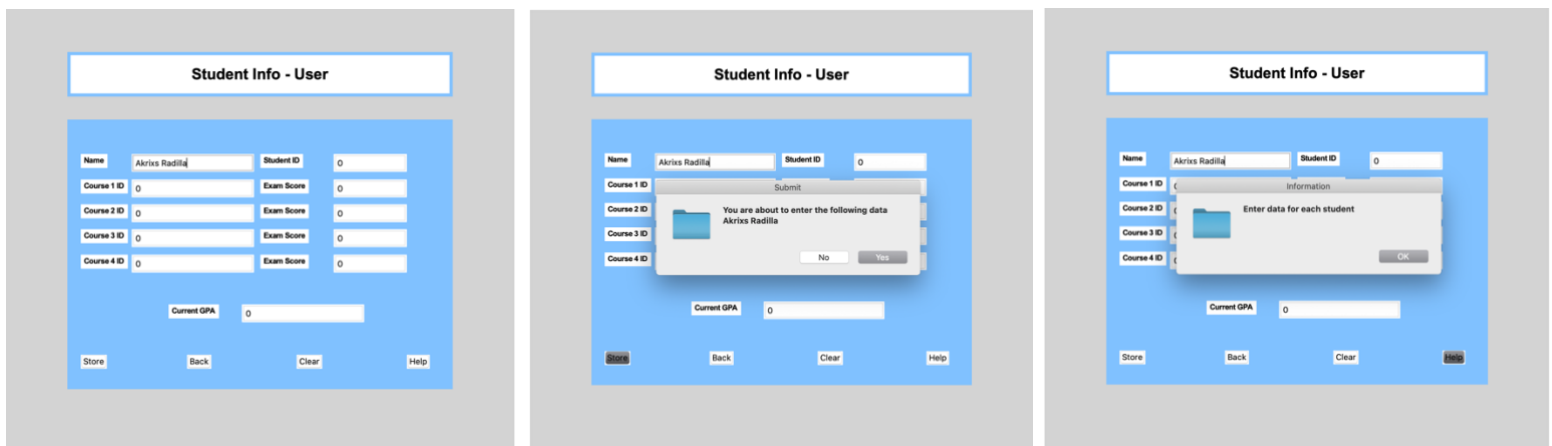 Student Info - User
Name Akrixs Radilla Student ID 0
Course 1 ID 0 Exam Score 0
Course 2 ID 0 Exam Score 0
Course 3 ID 0 Exam Score 0
Course 4 ID 0 Exam Score 0
Current GPA 0
Store Back Clear Help
Student Info - User
Name Akrixs Radilla Student ID 0
Course 1 ID
Submit
Course 2 ID
You are about to enter the following data
Akrixs Radilla
Course 3 ID
Course 4 ID
No Yes
Current GPA 0
Store Back Clear Help
Student Info - User
Name Akrixs Radilla Student ID 0
Course 1 ID
Information
Course 2 ID
Enter data for each student
Course 3 ID
Course 4 ID
OK
Current GPA 0
Store Back Clear Help